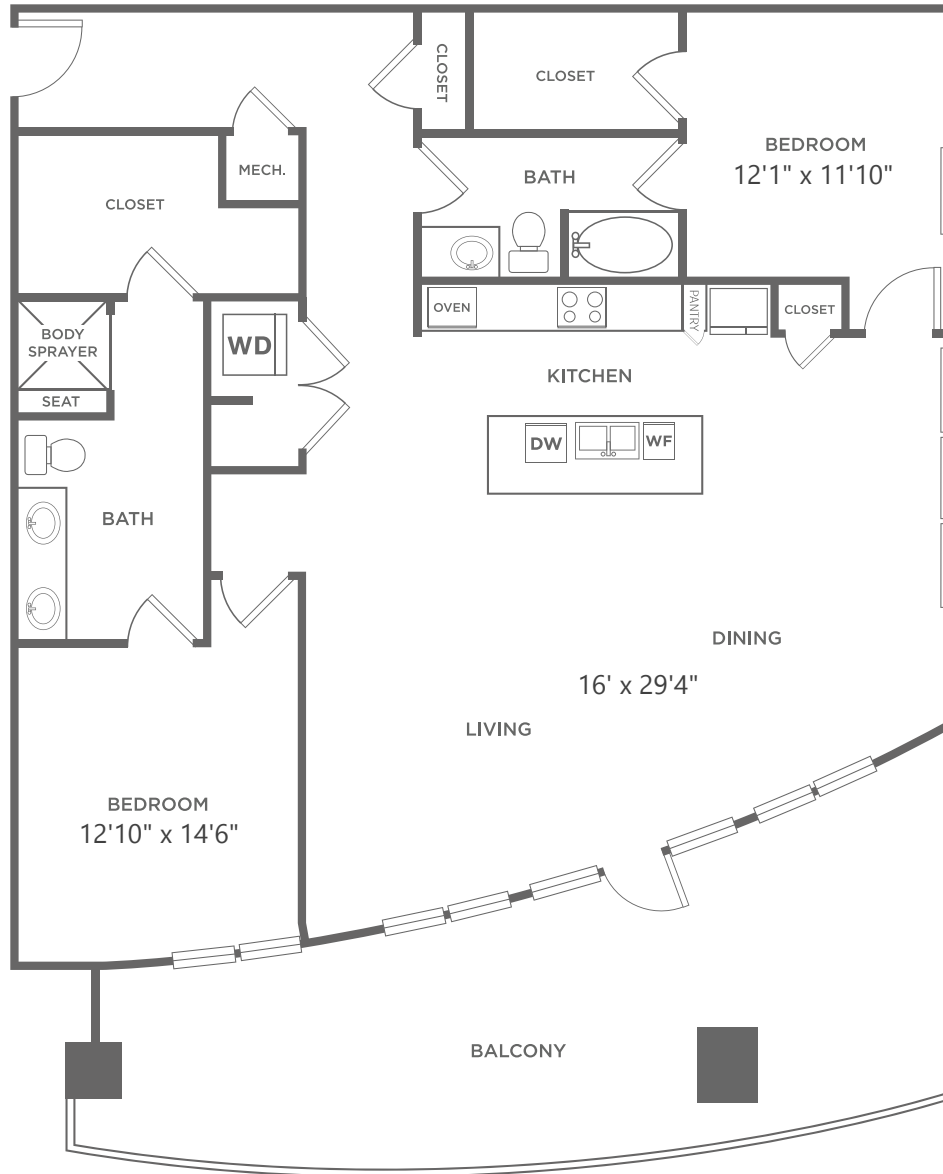 CLOSET
CLOSET
BEDROOM
12'1" x 11'10"
MECH.
BATH
CLOSET
OVEN
PANTRY
CLOSET
BODY
SPRAYER
WD
SEAT
KITCHEN
DW
WF
BATH
DINING
16' x 29'4"
LIVING
BEDROOM
12'10" x 14'6"
BALCONY